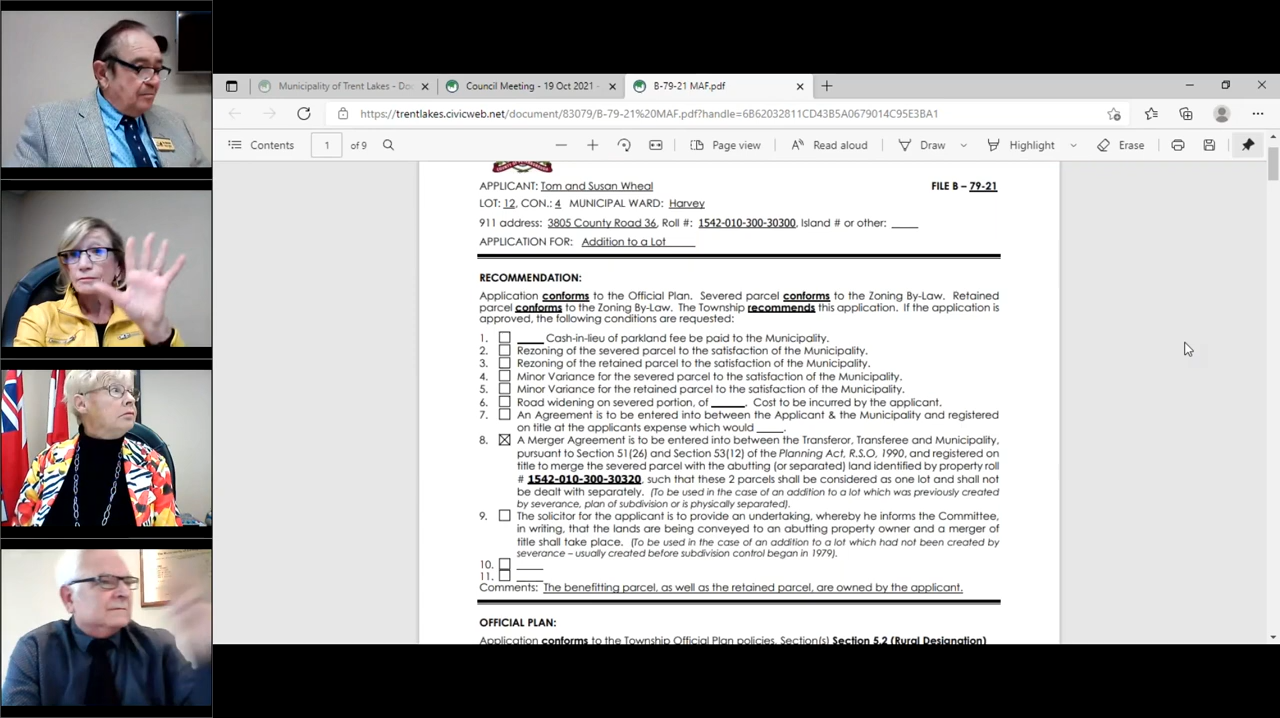 Municipality of Trent Lakes - Doc
Council Meeting - 19 Oct 2021 -
B-79-21 MAF.pdf
https://trentlakes.civicweb.net/document/83079/B-79-21%20MAF.pdf?handle=6B62032811CD43B5A0679014C95E3BA1
Contents 1 of 9 Page view Read aloud Draw Highlight Erase
APPLICANT: Tom and Susan Wheal FILE B – 79-21
LOT: 12, CON.: 4 MUNICIPAL WARD: Harvey
911 address: 3805 County Road 36, Roll #: 1542-010-300-30300, Island # or other: _____
APPLICATION FOR: Addition to a Lot
RECOMMENDATION:
Application conforms to the Official Plan. Severed parcel conforms to the Zoning By-Law. Retained
parcel conforms to the Zoning By-Law. The Township recommends this application. If the application is
approved, the following conditions are requested:
1. _____ Cash-in-lieu of parkland fee be paid to the Municipality.
2. Rezoning of the severed parcel to the satisfaction of the Municipality.
3. Rezoning of the retained parcel to the satisfaction of the Municipality.
4. Minor Variance for the severed parcel to the satisfaction of the Municipality.
5. Minor Variance for the retained parcel to the satisfaction of the Municipality.
6. Road widening on severed portion, of ______. Cost to be incurred by the applicant.
7. An Agreement is to be entered into between the Applicant & the Municipality and registered
on title at the applicants expense which would _____.
8. A Merger Agreement is to be entered into between the Transferor, Transferee and Municipality,
pursuant to Section 51(26) and Section 53(12) of the Planning Act, R.S.O, 1990, and registered on
title to merge the severed parcel with the abutting (or separated) land identified by property roll
# 1542-010-300-30320, such that these 2 parcels shall be considered as one lot and shall not
be dealt with separately. (To be used in the case of an addition to a lot which was previously created
by severance, plan of subdivision or is physically separated).
9. The solicitor for the applicant is to provide an undertaking, whereby he informs the Committee,
in writing, that the lands are being conveyed to an abutting property owner and a merger of
title shall take place. (To be used in the case of an addition to a lot which had not been created by
severance – usually created before subdivision control began in 1979).
10. _____
11. _____
Comments: The benefitting parcel, as well as the retained parcel, are owned by the applicant.
OFFICIAL PLAN:
Application conforms to the Township Official Plan policies, Section(s) Section 5.2 (Rural Designation)